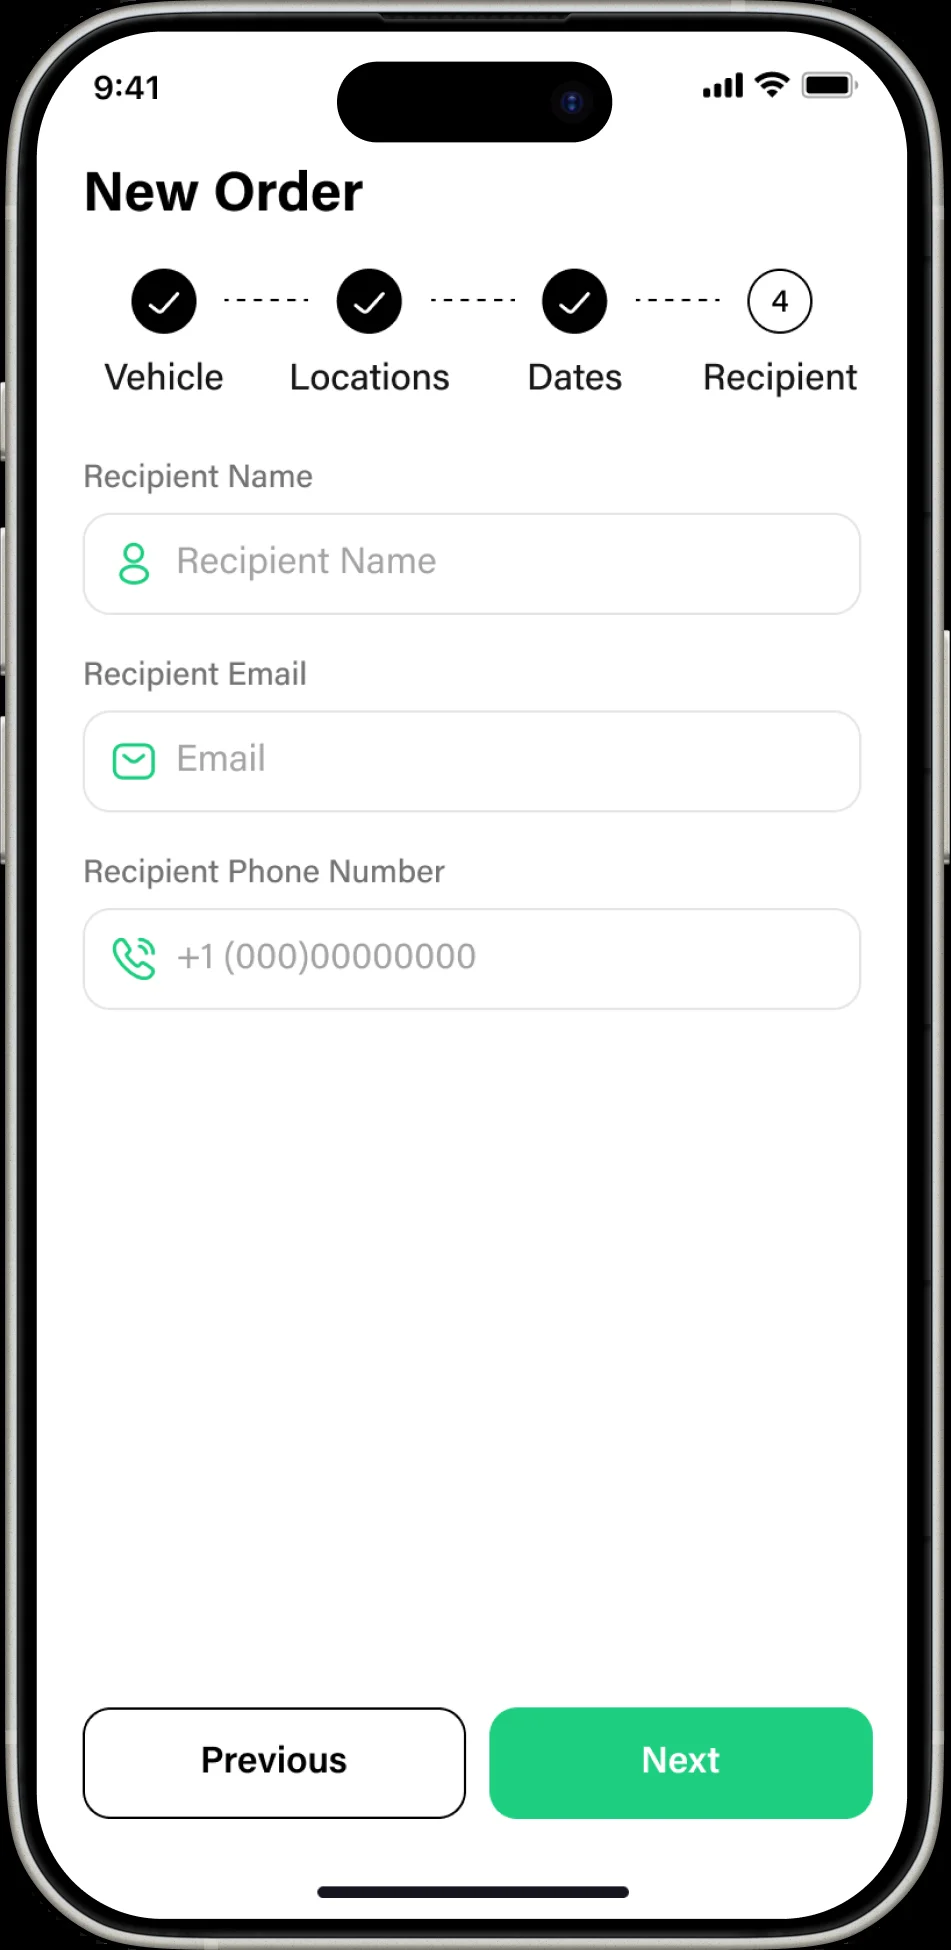 9:41
New Order
4
Vehicle Locations Dates Recipient
Recipient Name
Recipient Name
Recipient Email
Email
Recipient Phone Number
+1 (000)00000000
Previous Next